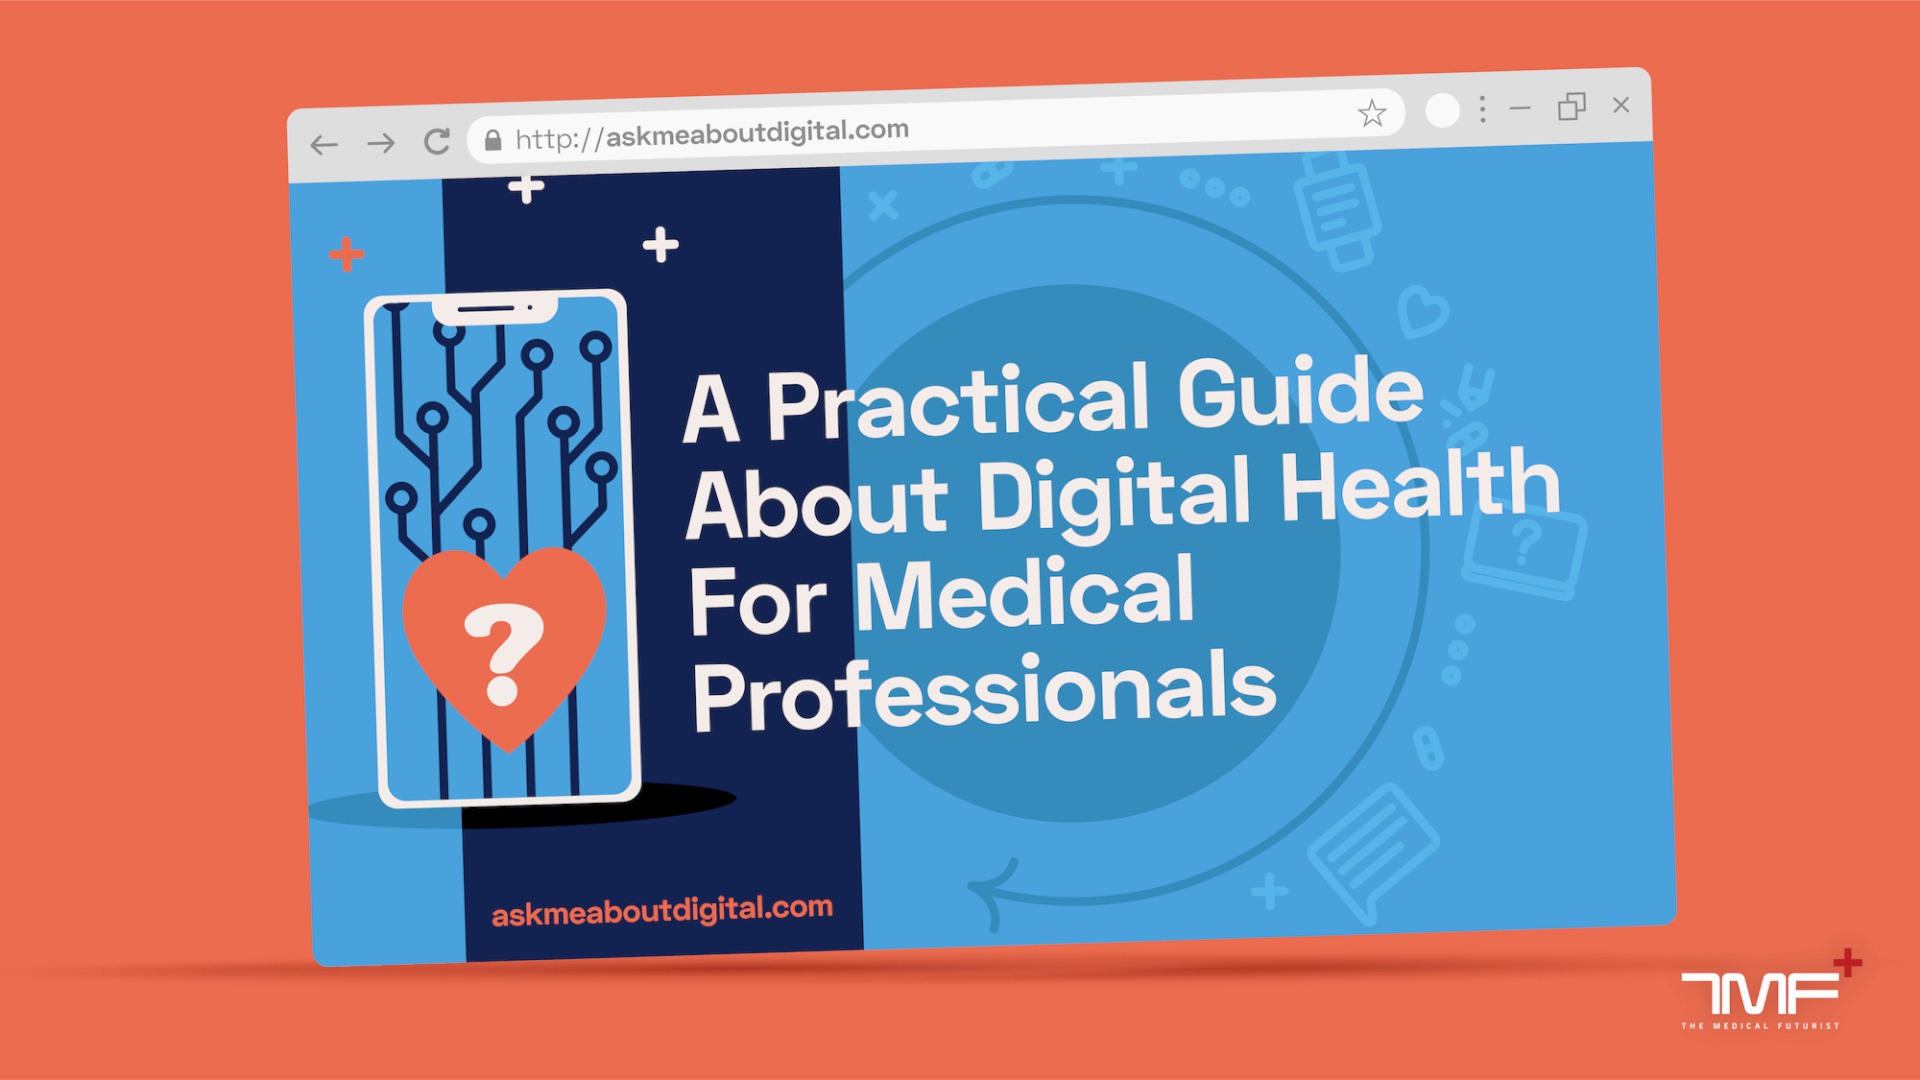 http://askmeaboutdigital.com
A Practical Guide
About Digital Health
For Medical
Professionals
?
?
askmeaboutdigital.com
TMF+
THE MEDICAL FUTURIST